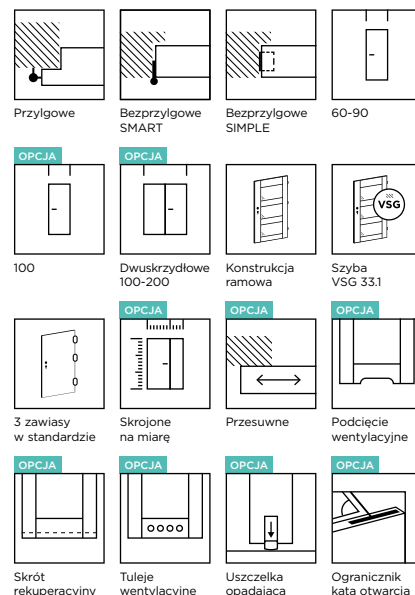 Przylgowe
Bezprzylgowe
SMART
Bezprzylgowe
SIMPLE
60-90
OPCJA
100
OPCJA
Dwuskrzydłowe
100-200
Konstrukcja
ramowa
VSG
Szyba
VSG 33.1
3 zawiasy
w standardzie
OPCJA
Skrojone
na miarę
OPCJA
Przesuwne
OPCJA
Podcięcie
wentylacyjne
OPCJA
Skrót
rekuperacyjny
OPCJA
Tuleje
wentylacyjne
OPCJA
Uszczelka
opadająca
OPCJA
Ogranicznik
kąta otwarcia